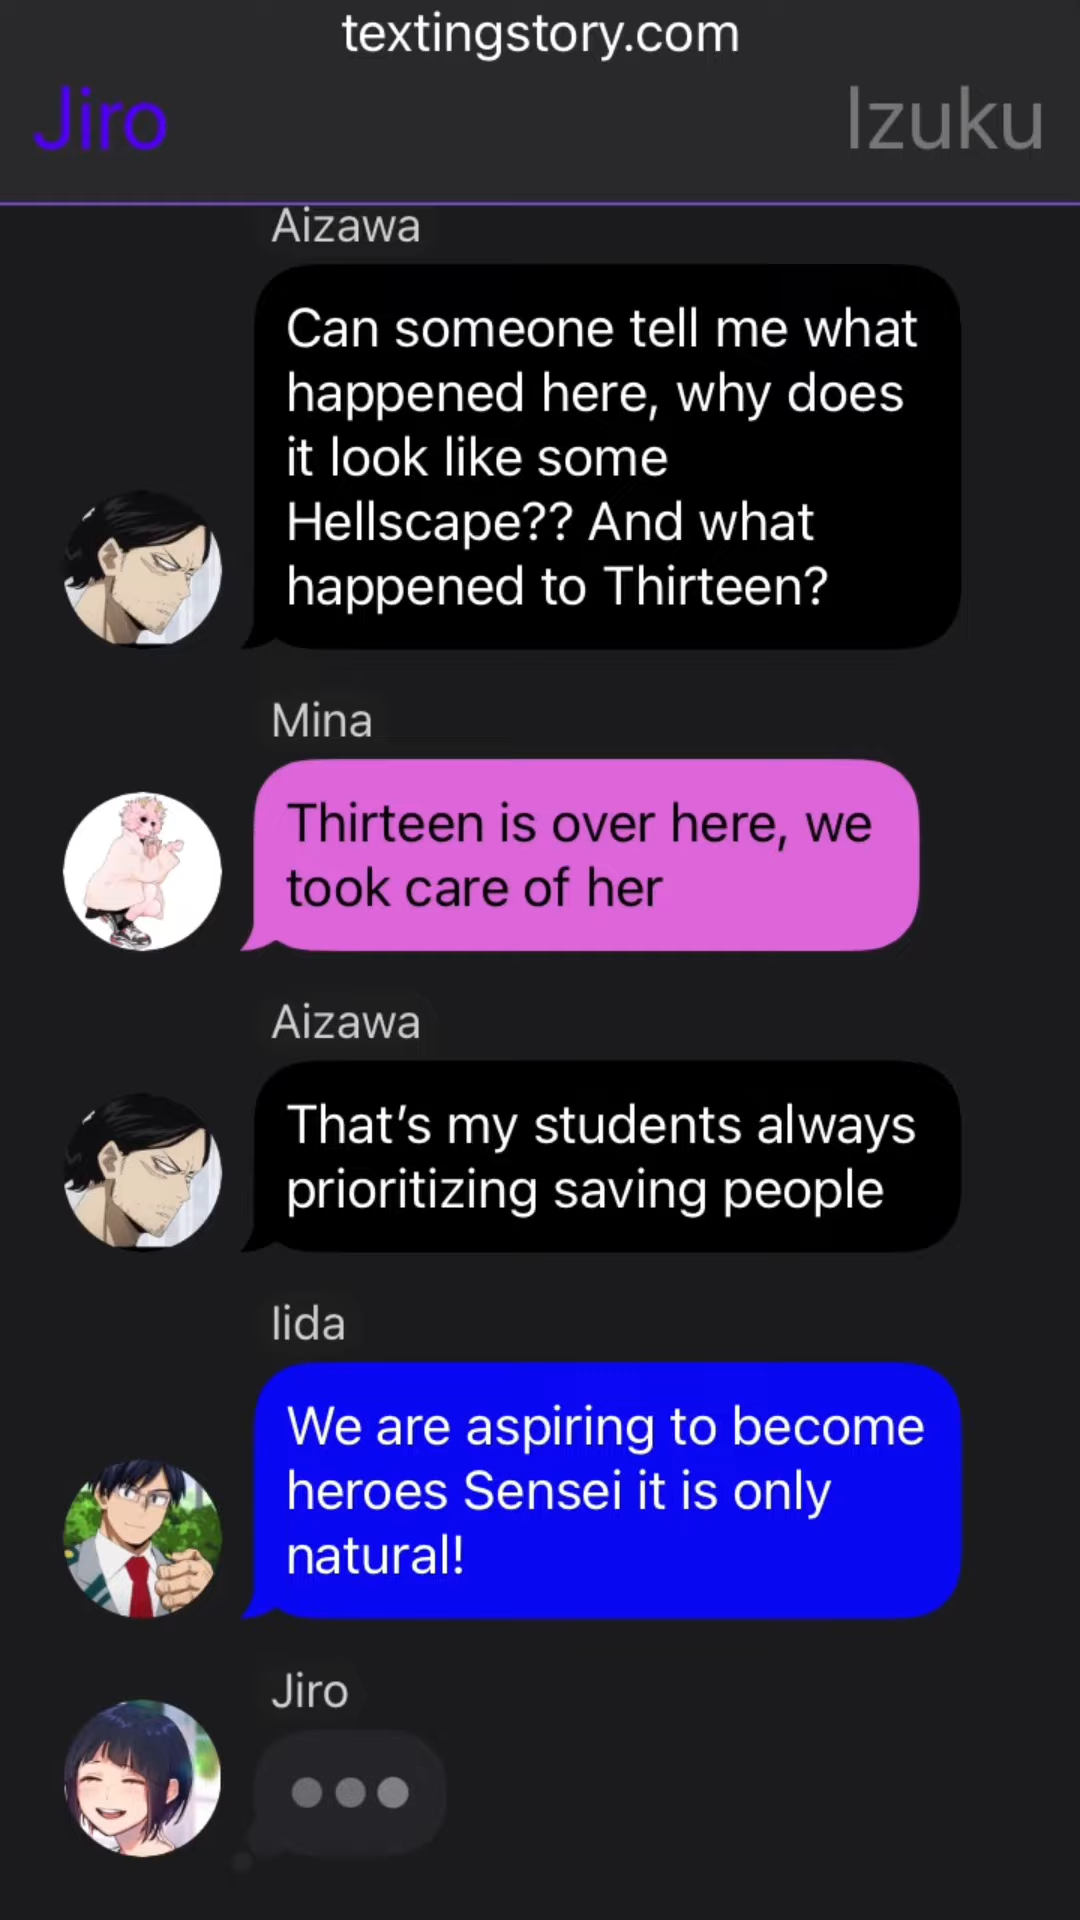 textingstory.com
Jiro
Izuku
Aizawa
Can someone tell me what
happened here, why does
it look like some
Hellscape?? And what
happened to Thirteen?
Mina
Thirteen is over here, we
took care of her
Aizawa
That’s my students always
prioritizing saving people
Iida
We are aspiring to become
heroes Sensei it is only
natural!
Jiro